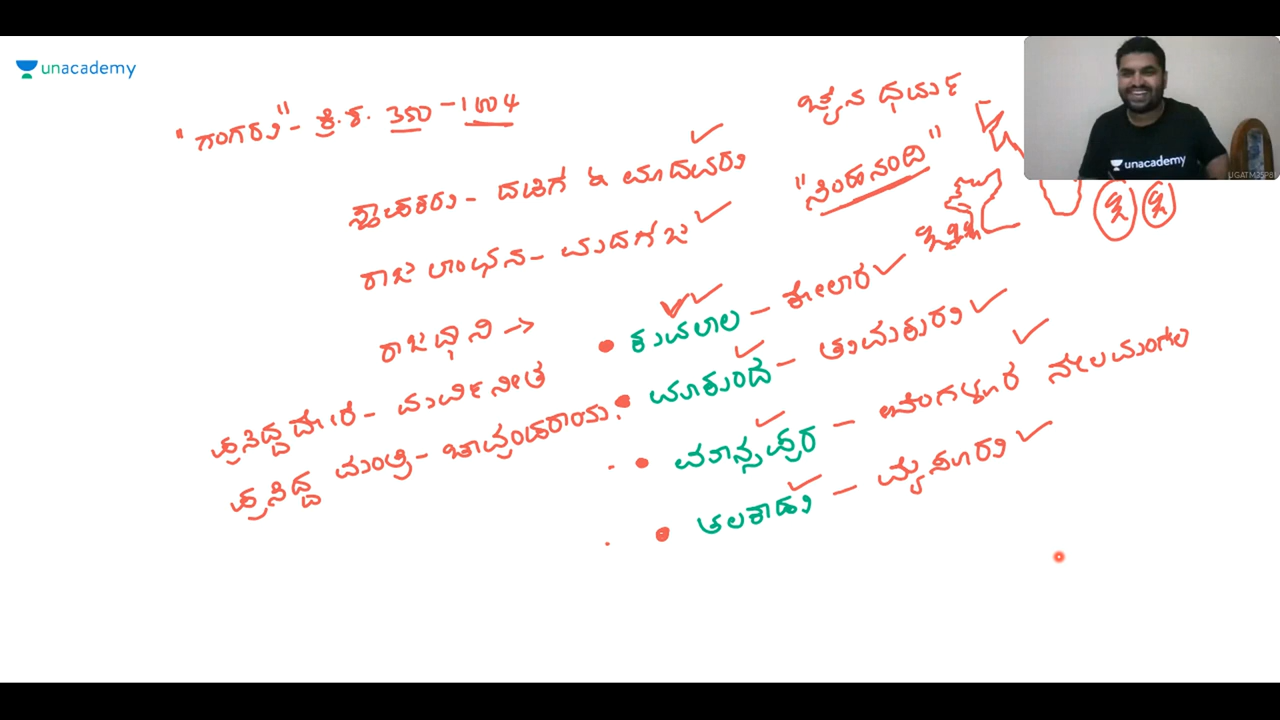 unacademy
"ಗಂಗರು" - ಕ್ರಿ.ಶ. 350 - 1004
ಜೈನ ಧರ್ಮ
ಸ್ಥಾಪಕರು - ದಡಿಗ & ಮಾದವರು
"ಸಿಂಹನಂದಿ"
ರಾಜ ಲಾಂಛನ - ಮದಗಜ
ರಾಜಧಾನಿ →
• ಕುವಲಾಲ - ಕೋಲಾರ
• ಮಾಕುಂದ - ತುಮಕುರು
• ಮಾನ್ಯಪುರ - ಬೆಂಗಳೂರ ನೆಲಮಂಗಲ
• ತಲಕಾಡು - ಮೈಸೂರು
ಪ್ರಸಿದ್ಧ ದೊರೆ - ದುರ್ವಿನೀತ
ಪ್ರಸಿದ್ಧ ಮಂತ್ರಿ - ಚಾವುಂಡರಾಯ.
unacademy